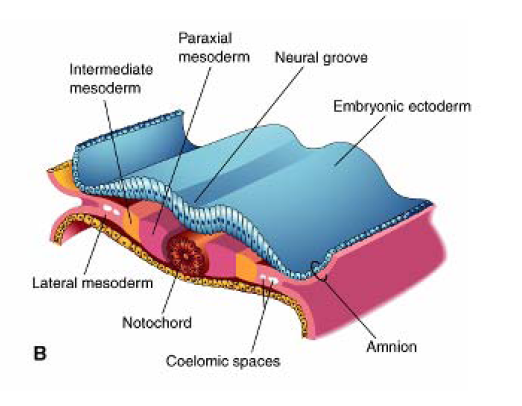 Paraxial
mesoderm
Neural groove
Intermediate
mesoderm
Embryonic ectoderm
Lateral mesoderm
Notochord
Amnion
B
Coelomic spaces